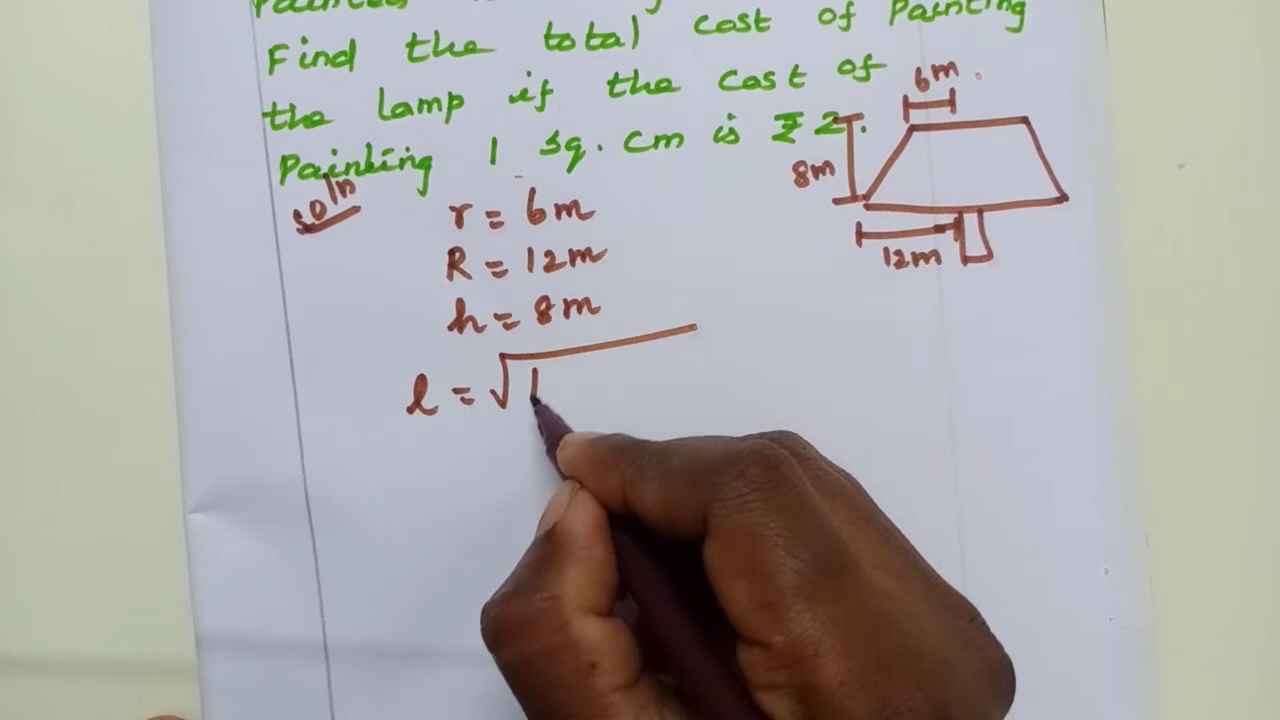 Find the total cost of Painting
the lamp if the cost of
Painting 1 sq. cm is ₹ 2.
soln
6m
8m
12m
r = 6m
R = 12m
h = 8m
l = √